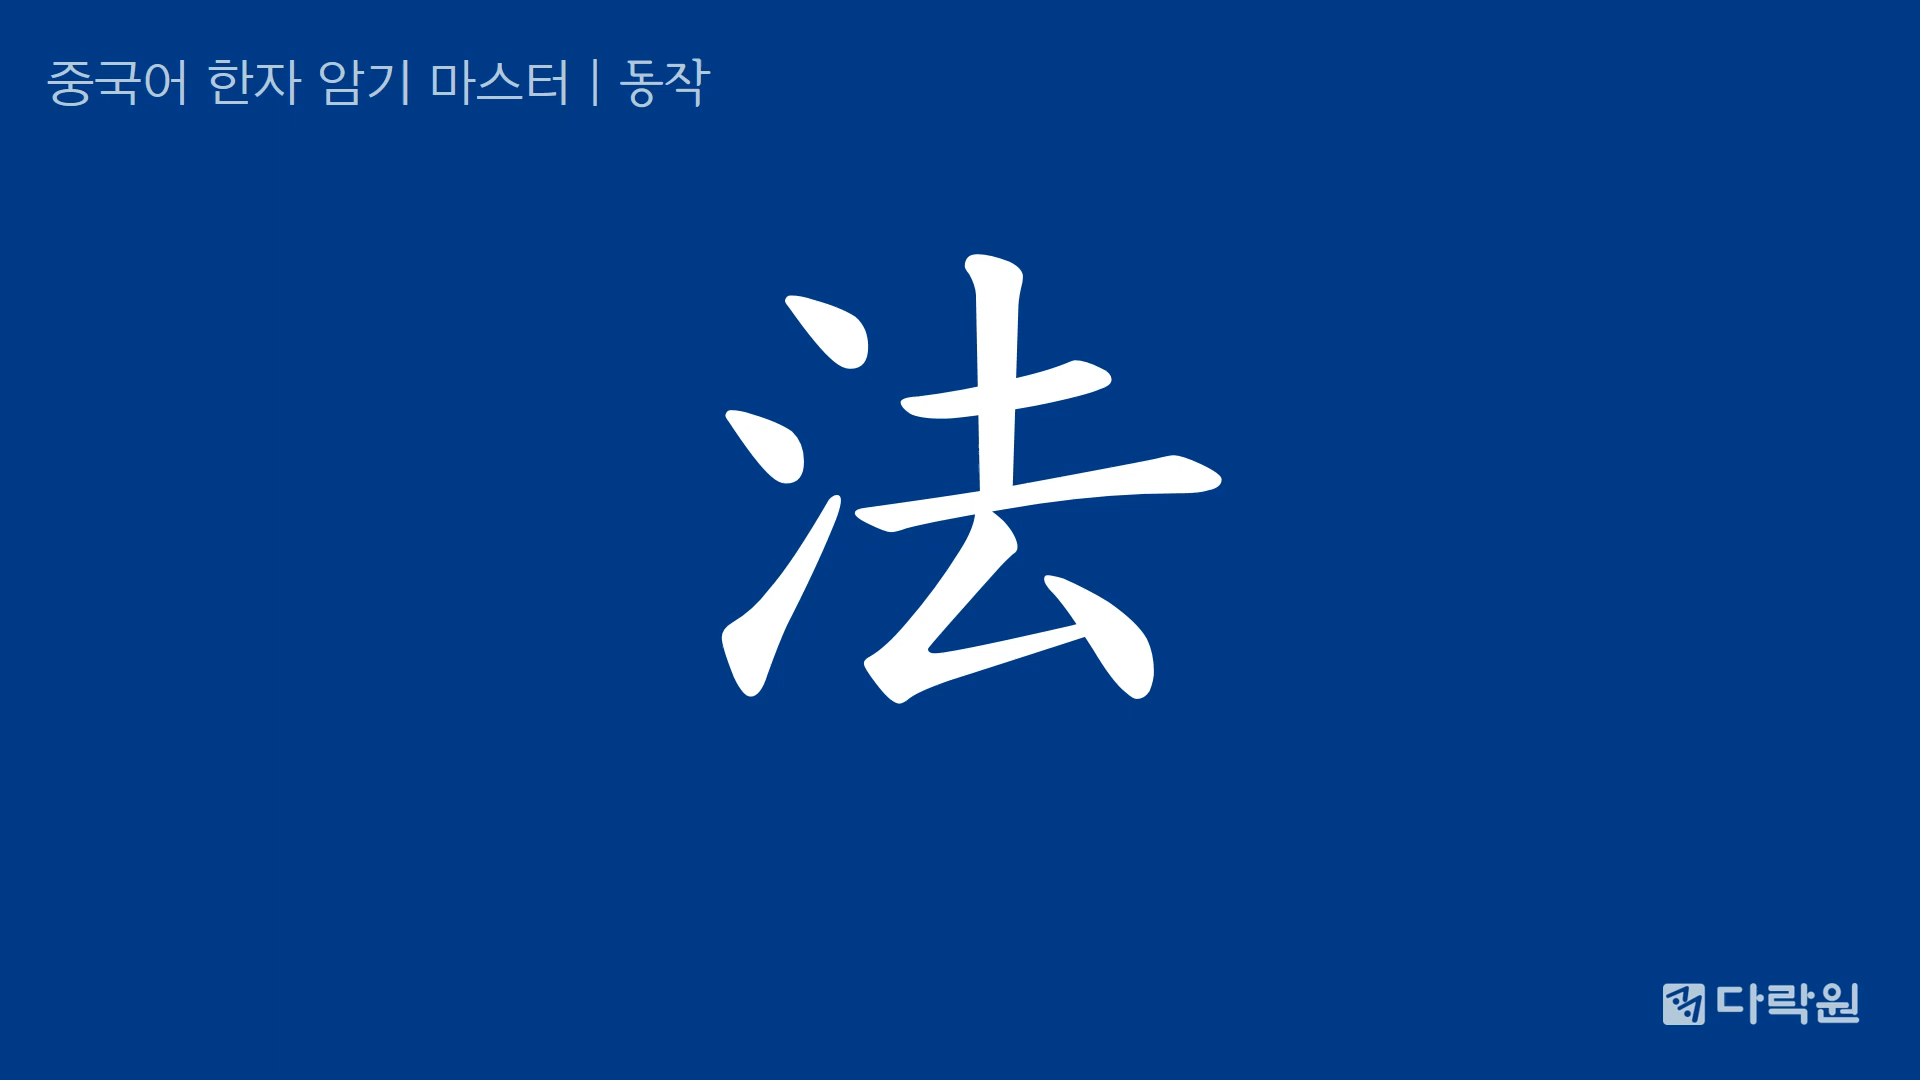 중국어 한자 암기 마스터 | 동작
法
다락원